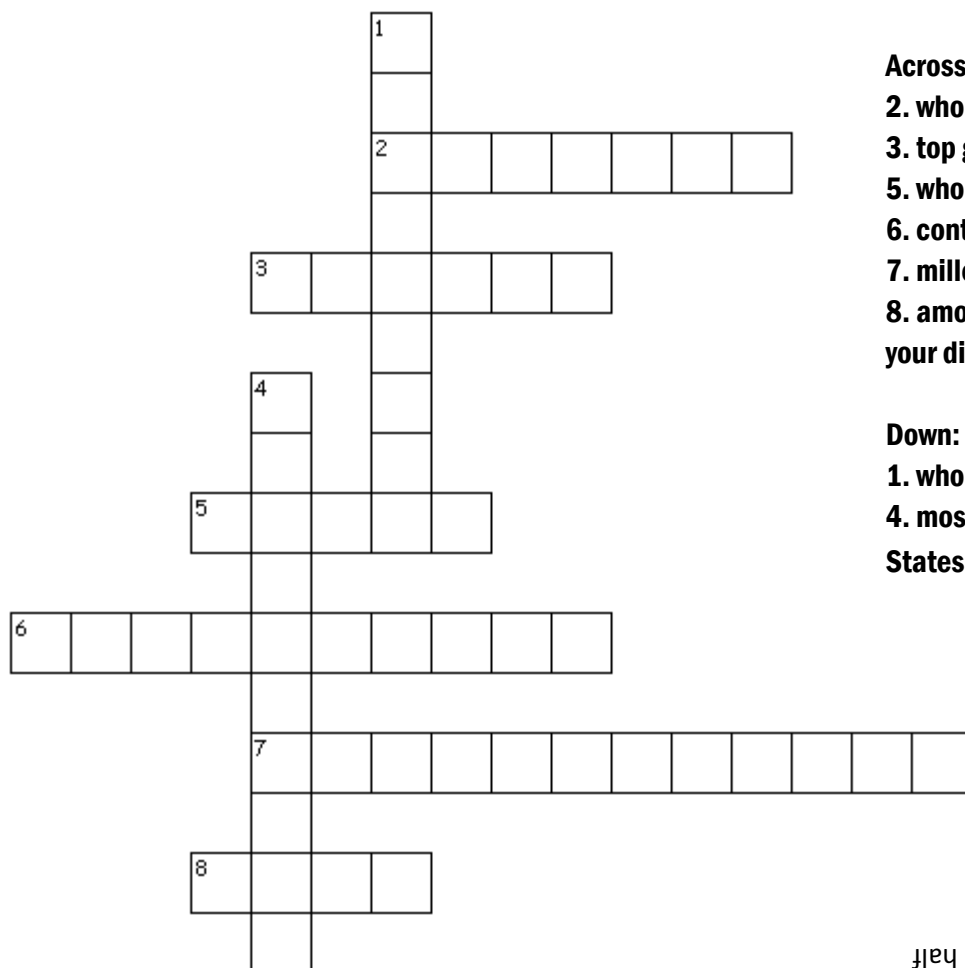 1
2
3
4
5
6
7
8
Across
2. who
3. top
5. who
6. cont
7. mill
8. amo
your di
Down:
1. who
4. mos
States
half